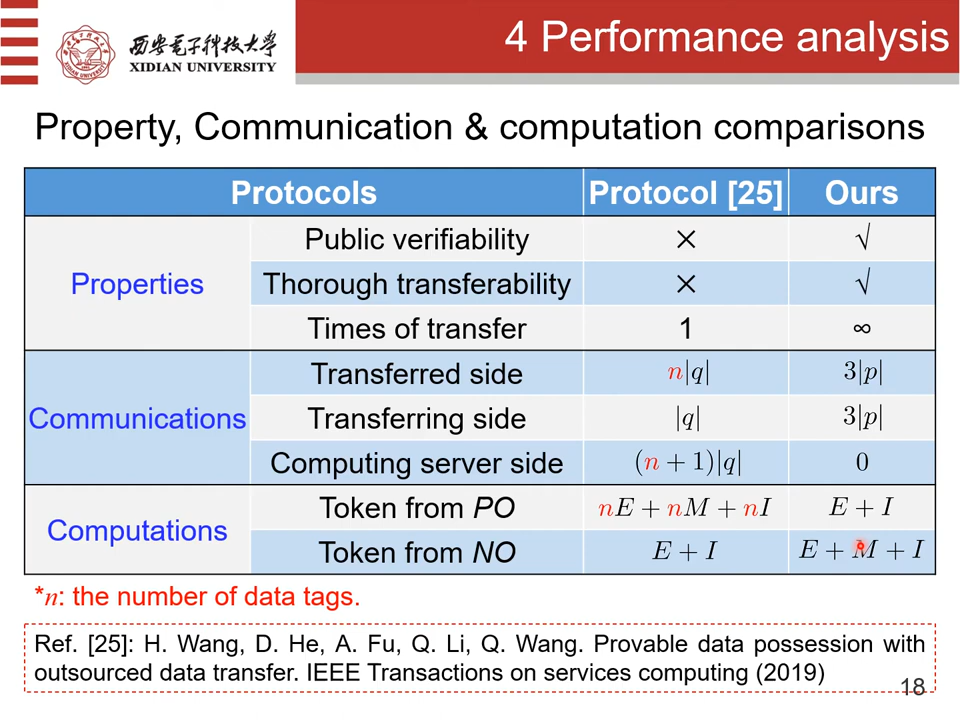 4 Performance analysis
西安电子科技大学
XIDIAN UNIVERSITY
Property, Communication & computation comparisons
Protocols Protocol [25] Ours
Properties
Public verifiability × √
Thorough transferability × √
Times of transfer 1 ∞
Communications
Transferred side n|q| 3|p|
Transferring side |q| 3|p|
Computing server side (n + 1)|q| 0
Computations
Token from PO nE + nM + nI E + I
Token from NO E + I E + M + I
*n: the number of data tags.
Ref. [25]: H. Wang, D. He, A. Fu, Q. Li, Q. Wang. Provable data possession with
outsourced data transfer. IEEE Transactions on services computing (2019)
18